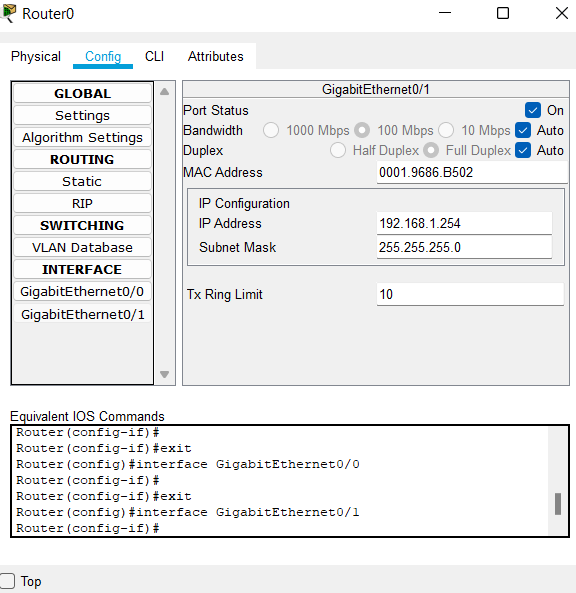 Router0
Physical Config CLI Attributes
GLOBAL
Settings
Algorithm Settings
ROUTING
Static
RIP
SWITCHING
VLAN Database
INTERFACE
GigabitEthernet0/0
GigabitEthernet0/1
GigabitEthernet0/1
Port Status On
Bandwidth 1000 Mbps 100 Mbps 10 Mbps Auto
Duplex Half Duplex Full Duplex Auto
MAC Address 0001.9686.B502
IP Configuration
IP Address 192.168.1.254
Subnet Mask 255.255.255.0
Tx Ring Limit 10
Equivalent IOS Commands
Router(config-if)#
Router(config-if)#exit
Router(config)#interface GigabitEthernet0/0
Router(config-if)#
Router(config-if)#exit
Router(config)#interface GigabitEthernet0/1
Router(config-if)#
Top